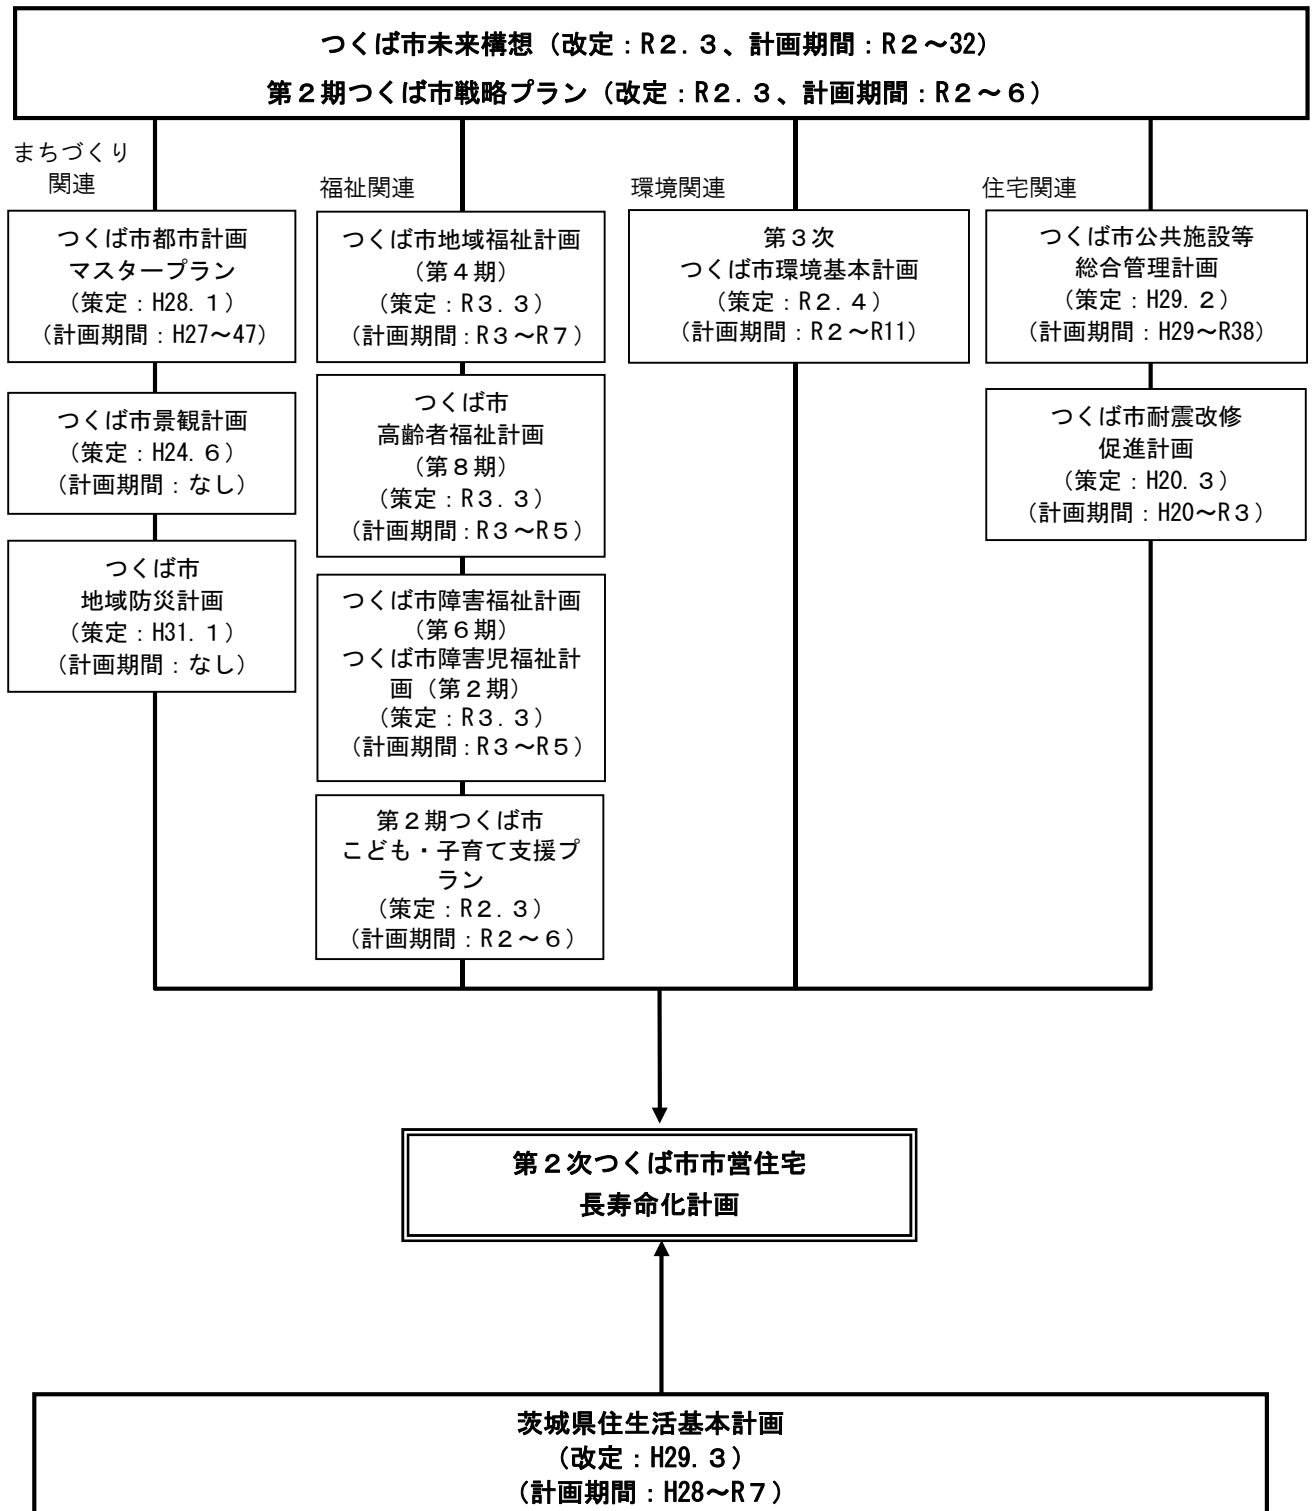 つくば市未来構想（改定：Ｒ２．３、計画期間：Ｒ２～32）
第２期つくば市戦略プラン（改定：Ｒ２．３、計画期間：Ｒ２～６）
まちづくり
関連
つくば市都市計画
マスタープラン
（策定：H28．１）
（計画期間：H27～47）
つくば市景観計画
（策定：H24．６）
（計画期間：なし）
つくば市
地域防災計画
（策定：H31．１）
（計画期間：なし）
福祉関連
つくば市地域福祉計画
（第４期）
（策定：Ｒ３．３）
（計画期間：Ｒ３～Ｒ７）
つくば市
高齢者福祉計画
（第８期）
（策定：Ｒ３．３）
（計画期間：Ｒ３～Ｒ５）
つくば市障害福祉計画
（第６期）
つくば市障害児福祉計
画（第２期）
（策定：Ｒ３．３）
（計画期間：Ｒ３～Ｒ５）
第２期つくば市
こども・子育て支援プ
ラン
（策定：Ｒ２．３）
（計画期間：Ｒ２～６）
環境関連
第３次
つくば市環境基本計画
（策定：Ｒ２．４）
（計画期間：Ｒ２～R11）
住宅関連
つくば市公共施設等
総合管理計画
（策定：H29．２）
（計画期間：H29～R38）
つくば市耐震改修
促進計画
（策定：H20．３）
（計画期間：H20～Ｒ３）
第２次つくば市市営住宅
長寿命化計画
茨城県住生活基本計画
（改定：H29．３）
（計画期間：H28～Ｒ７）